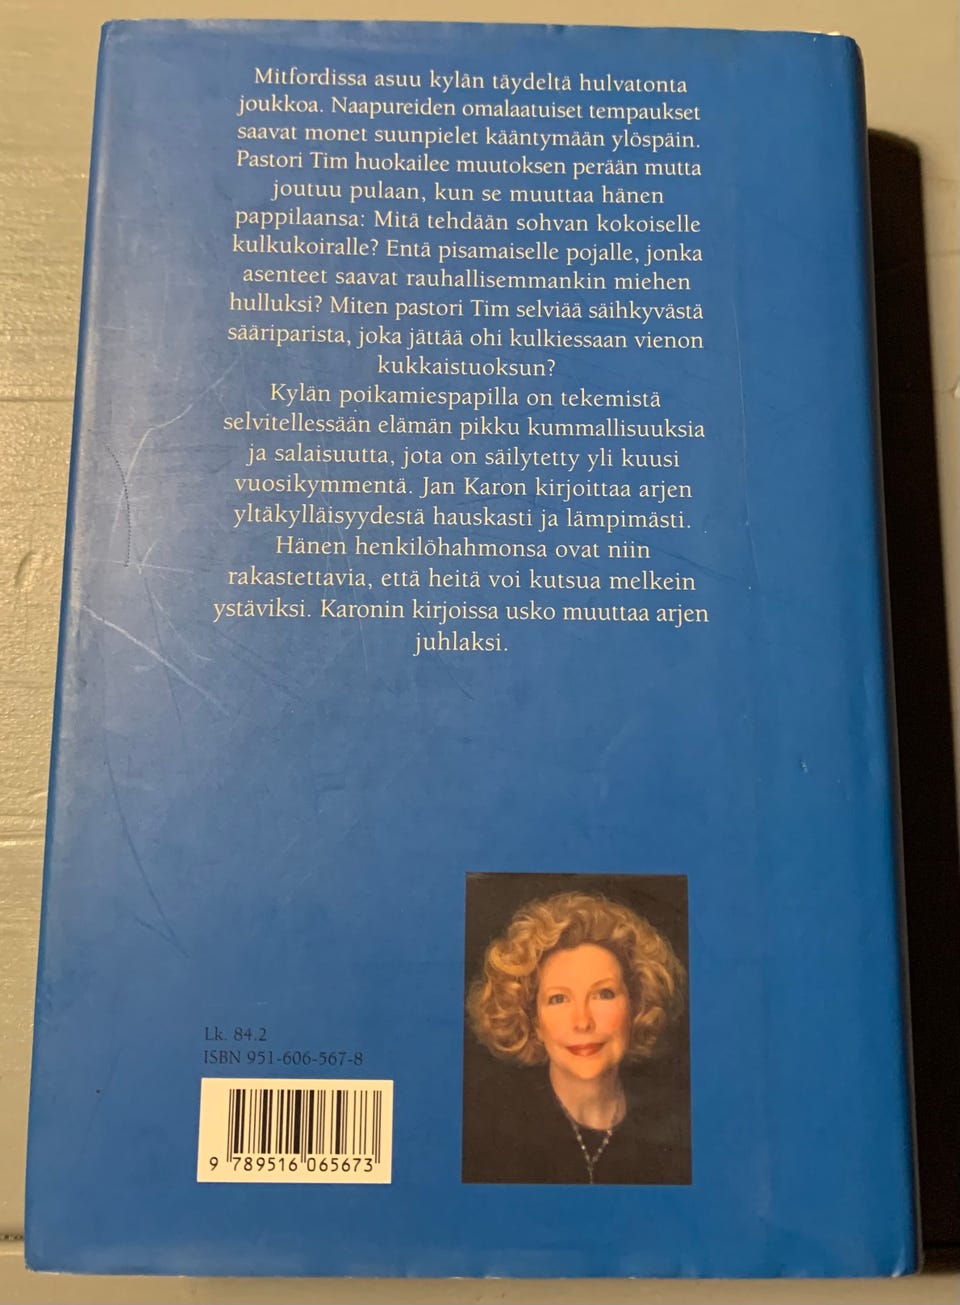 Mitfordissa asuu kylän täydeltä hulvatonta
joukkoa. Naapureiden omalaatuiset tempaukset
saavat monet suunpielet kääntymään ylöspäin.
Pastori Tim huokailee muutoksen perään mutta
joutuu pulaan, kun se muuttaa hänen
pappilaansa: Mitä tehdään sohvan kokoiselle
kulkukoiralle? Entä pisamaiselle pojalle, jonka
asenteet saavat rauhallisemmankin miehen
hulluksi? Miten pastori Tim selviää säihkyvästä
sääriparista, joka jättää ohi kulkiessaan vienon
kukkaistuoksun?
Kylän poikamiespapilla on tekemistä
selvitellessään elämän pikku kummallisuuksia
ja salaisuutta, jota on säilytetty yli kuusi
vuosikymmentä. Jan Karon kirjoittaa arjen
yltäkylläisyydestä hauskasti ja lämpimästi.
Hänen henkilöhahmonsa ovat niin
rakastettavia, että heitä voi kutsua melkein
ystäviksi. Karonin kirjoissa usko muuttaa arjen
juhlaksi.
Lk. 84.2
ISBN 951-606-567-8
9 789516 065673